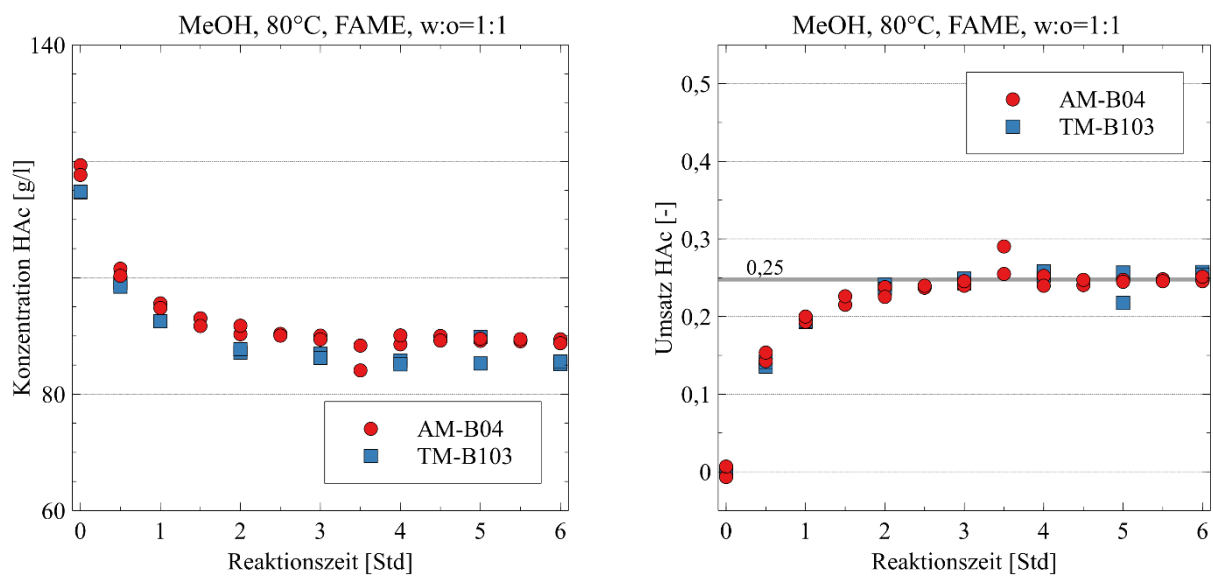 MeOH, 80°C, FAME, w:o=1:1
140
80
60
Konzentration HAc [g/l]
AM-B04
TM-B103
0 1 2 3 4 5 6
Reaktionszeit [Std]
MeOH, 80°C, FAME, w:o=1:1
0,5
0,4
0,3
0,2
0,1
0
Umsatz HAc [-]
AM-B04
TM-B103
0,25
0 1 2 3 4 5 6
Reaktionszeit [Std]